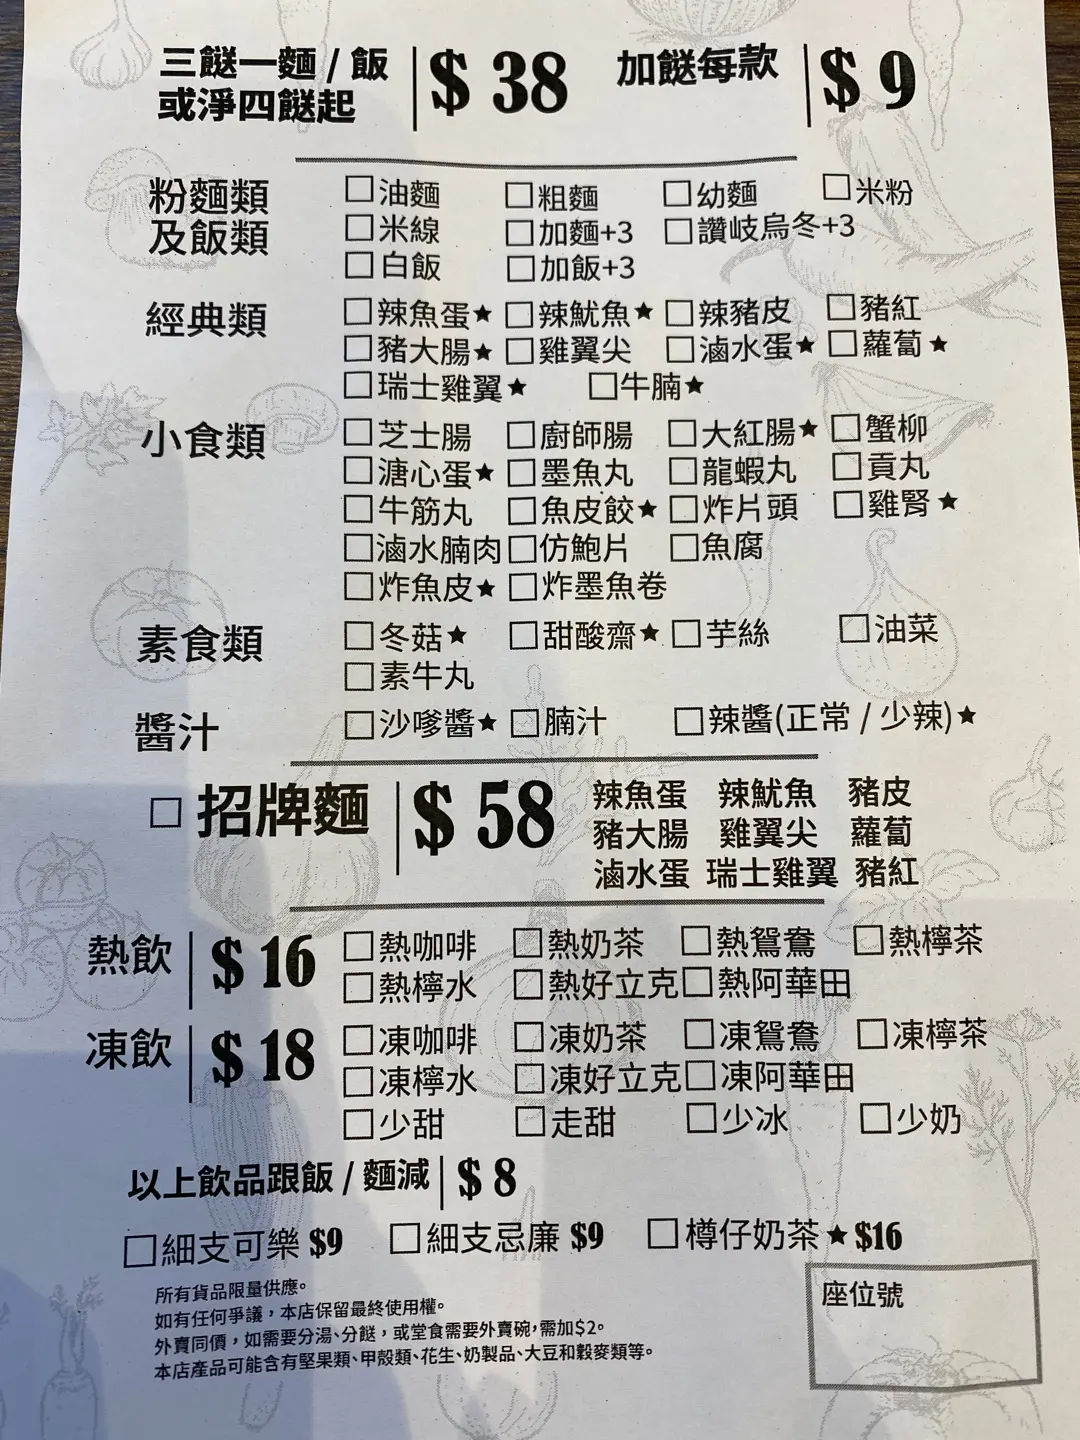 三餸一麵 / 飯 $ 38 加餸每款 $ 9
或淨四餸起
粉麵類 □油麵 □粗麵 □幼麵 □米粉
及飯類 □米線 □加麵+3 □讚岐烏冬+3
□白飯 □加飯+3
經典類 □辣魚蛋★ □辣魷魚★ □辣豬皮 □豬紅
□豬大腸★ □雞翼尖 □滷水蛋★ □蘿蔔★
□瑞士雞翼★ □牛腩★
小食類 □芝士腸 □廚師腸 □大紅腸★ □蟹柳
□溏心蛋★ □墨魚丸 □龍蝦丸 □貢丸
□牛筋丸 □魚皮餃★ □炸片頭 □雞腎★
□滷水腩肉 □仿鮑片 □魚腐
□炸魚皮★ □炸墨魚卷
素食類 □冬菇★ □甜酸齋★ □芋絲 □油菜
□素牛丸
醬汁 □沙嗲醬★ □腩汁 □辣醬(正常 / 少辣)★
□ 招牌麵 $ 58 辣魚蛋 辣魷魚 豬皮
豬大腸 雞翼尖 蘿蔔
滷水蛋 瑞士雞翼 豬紅
熱飲 $ 16 □熱咖啡 □熱奶茶 □熱鴛鴦 □熱檸茶
□熱檸水 □熱好立克 □熱阿華田
凍飲 $ 18 □凍咖啡 □凍奶茶 □凍鴛鴦 □凍檸茶
□凍檸水 □凍好立克 □凍阿華田
□少甜 □走甜 □少冰 □少奶
以上飲品跟飯 / 麵減 $ 8
□細支可樂 $9 □細支忌廉 $9 □樽仔奶茶★ $16
所有貨品限量供應。
如有任何爭議，本店保留最終使用權。
外賣同價，如需要分湯、分餸，或堂食需要外賣碗，需加$2。
本店產品可能含有堅果類、甲殼類、花生、奶製品、大豆和穀麥類等。
座位號